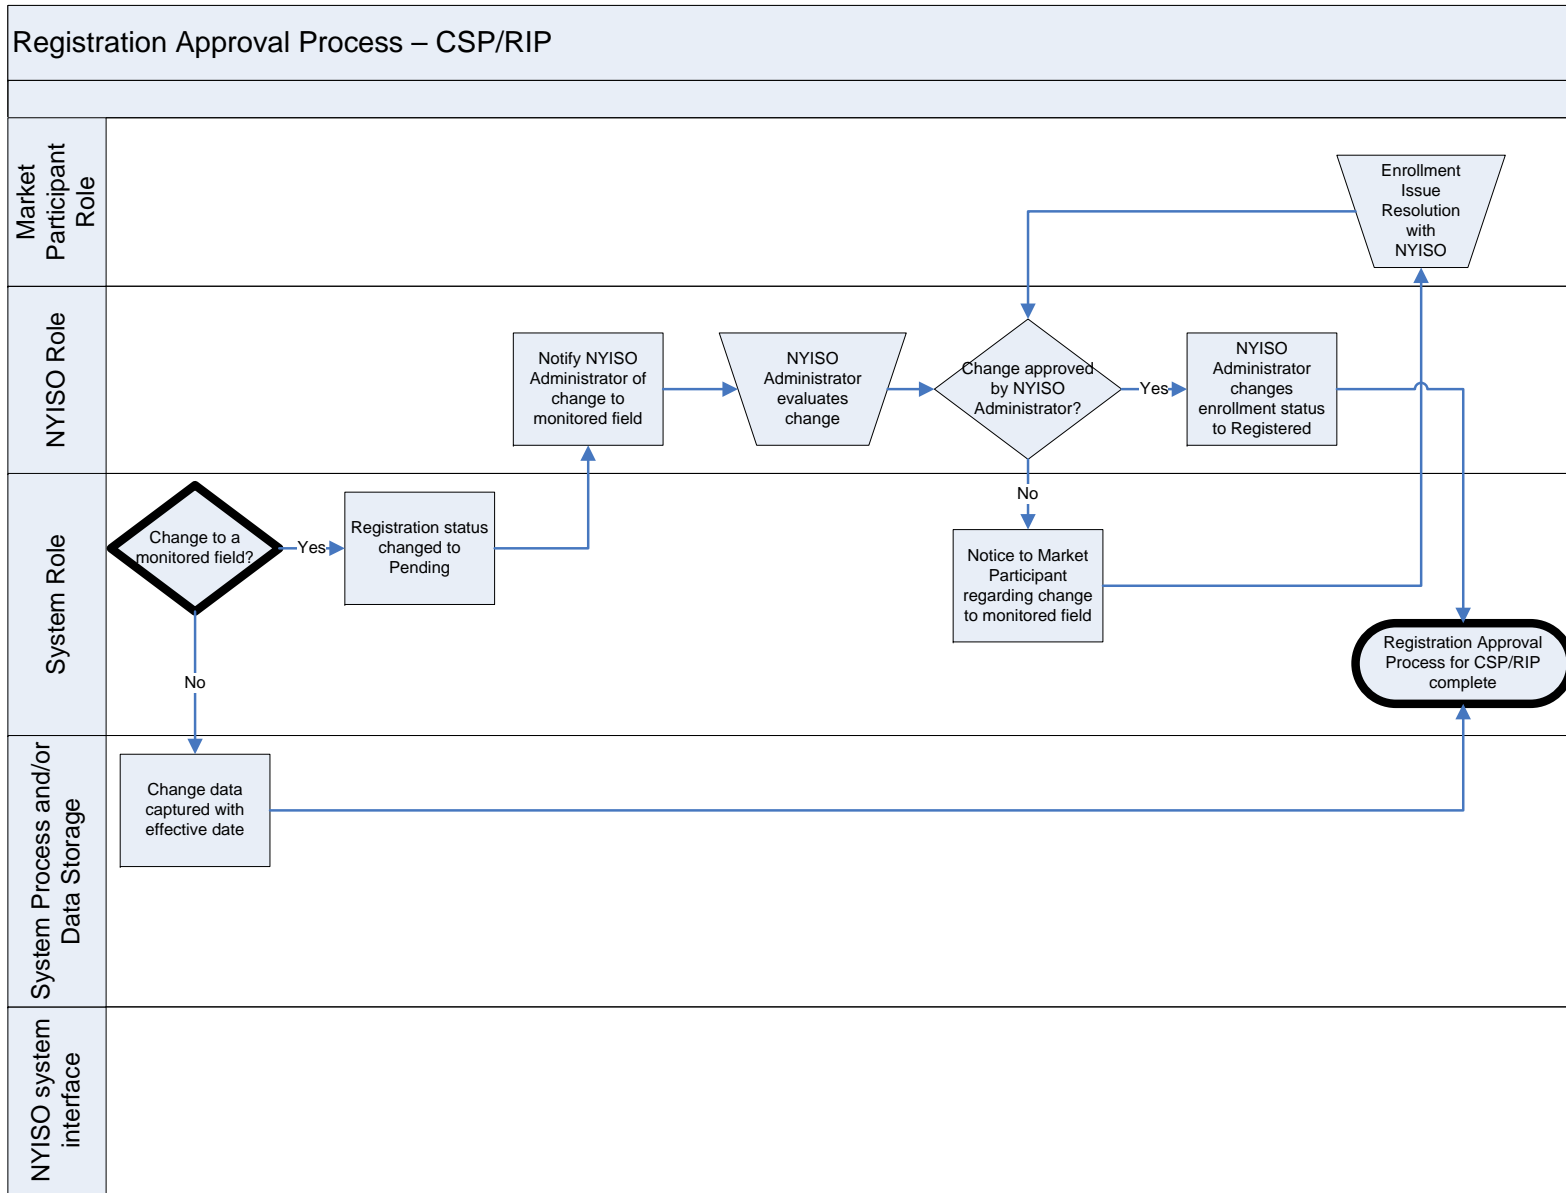 Registration Approval Process – CSP/RIP
Market
Participant
Role
Enrollment
Issue
Resolution
with
NYISO
NYISO Role
Notify NYISO
Administrator of
change to
monitored field
NYISO
Administrator
evaluates
change
Change approved
by NYISO
Administrator?
Yes
NYISO
Administrator
changes
enrollment status
to Registered
No
System Role
Change to a
monitored field?
Yes
Registration status
changed to
Pending
Notice to Market
Participant
regarding change
to monitored field
Registration Approval
Process for CSP/RIP
complete
No
System Process and/or
Data Storage
Change data
captured with
effective date
NYISO system
interface